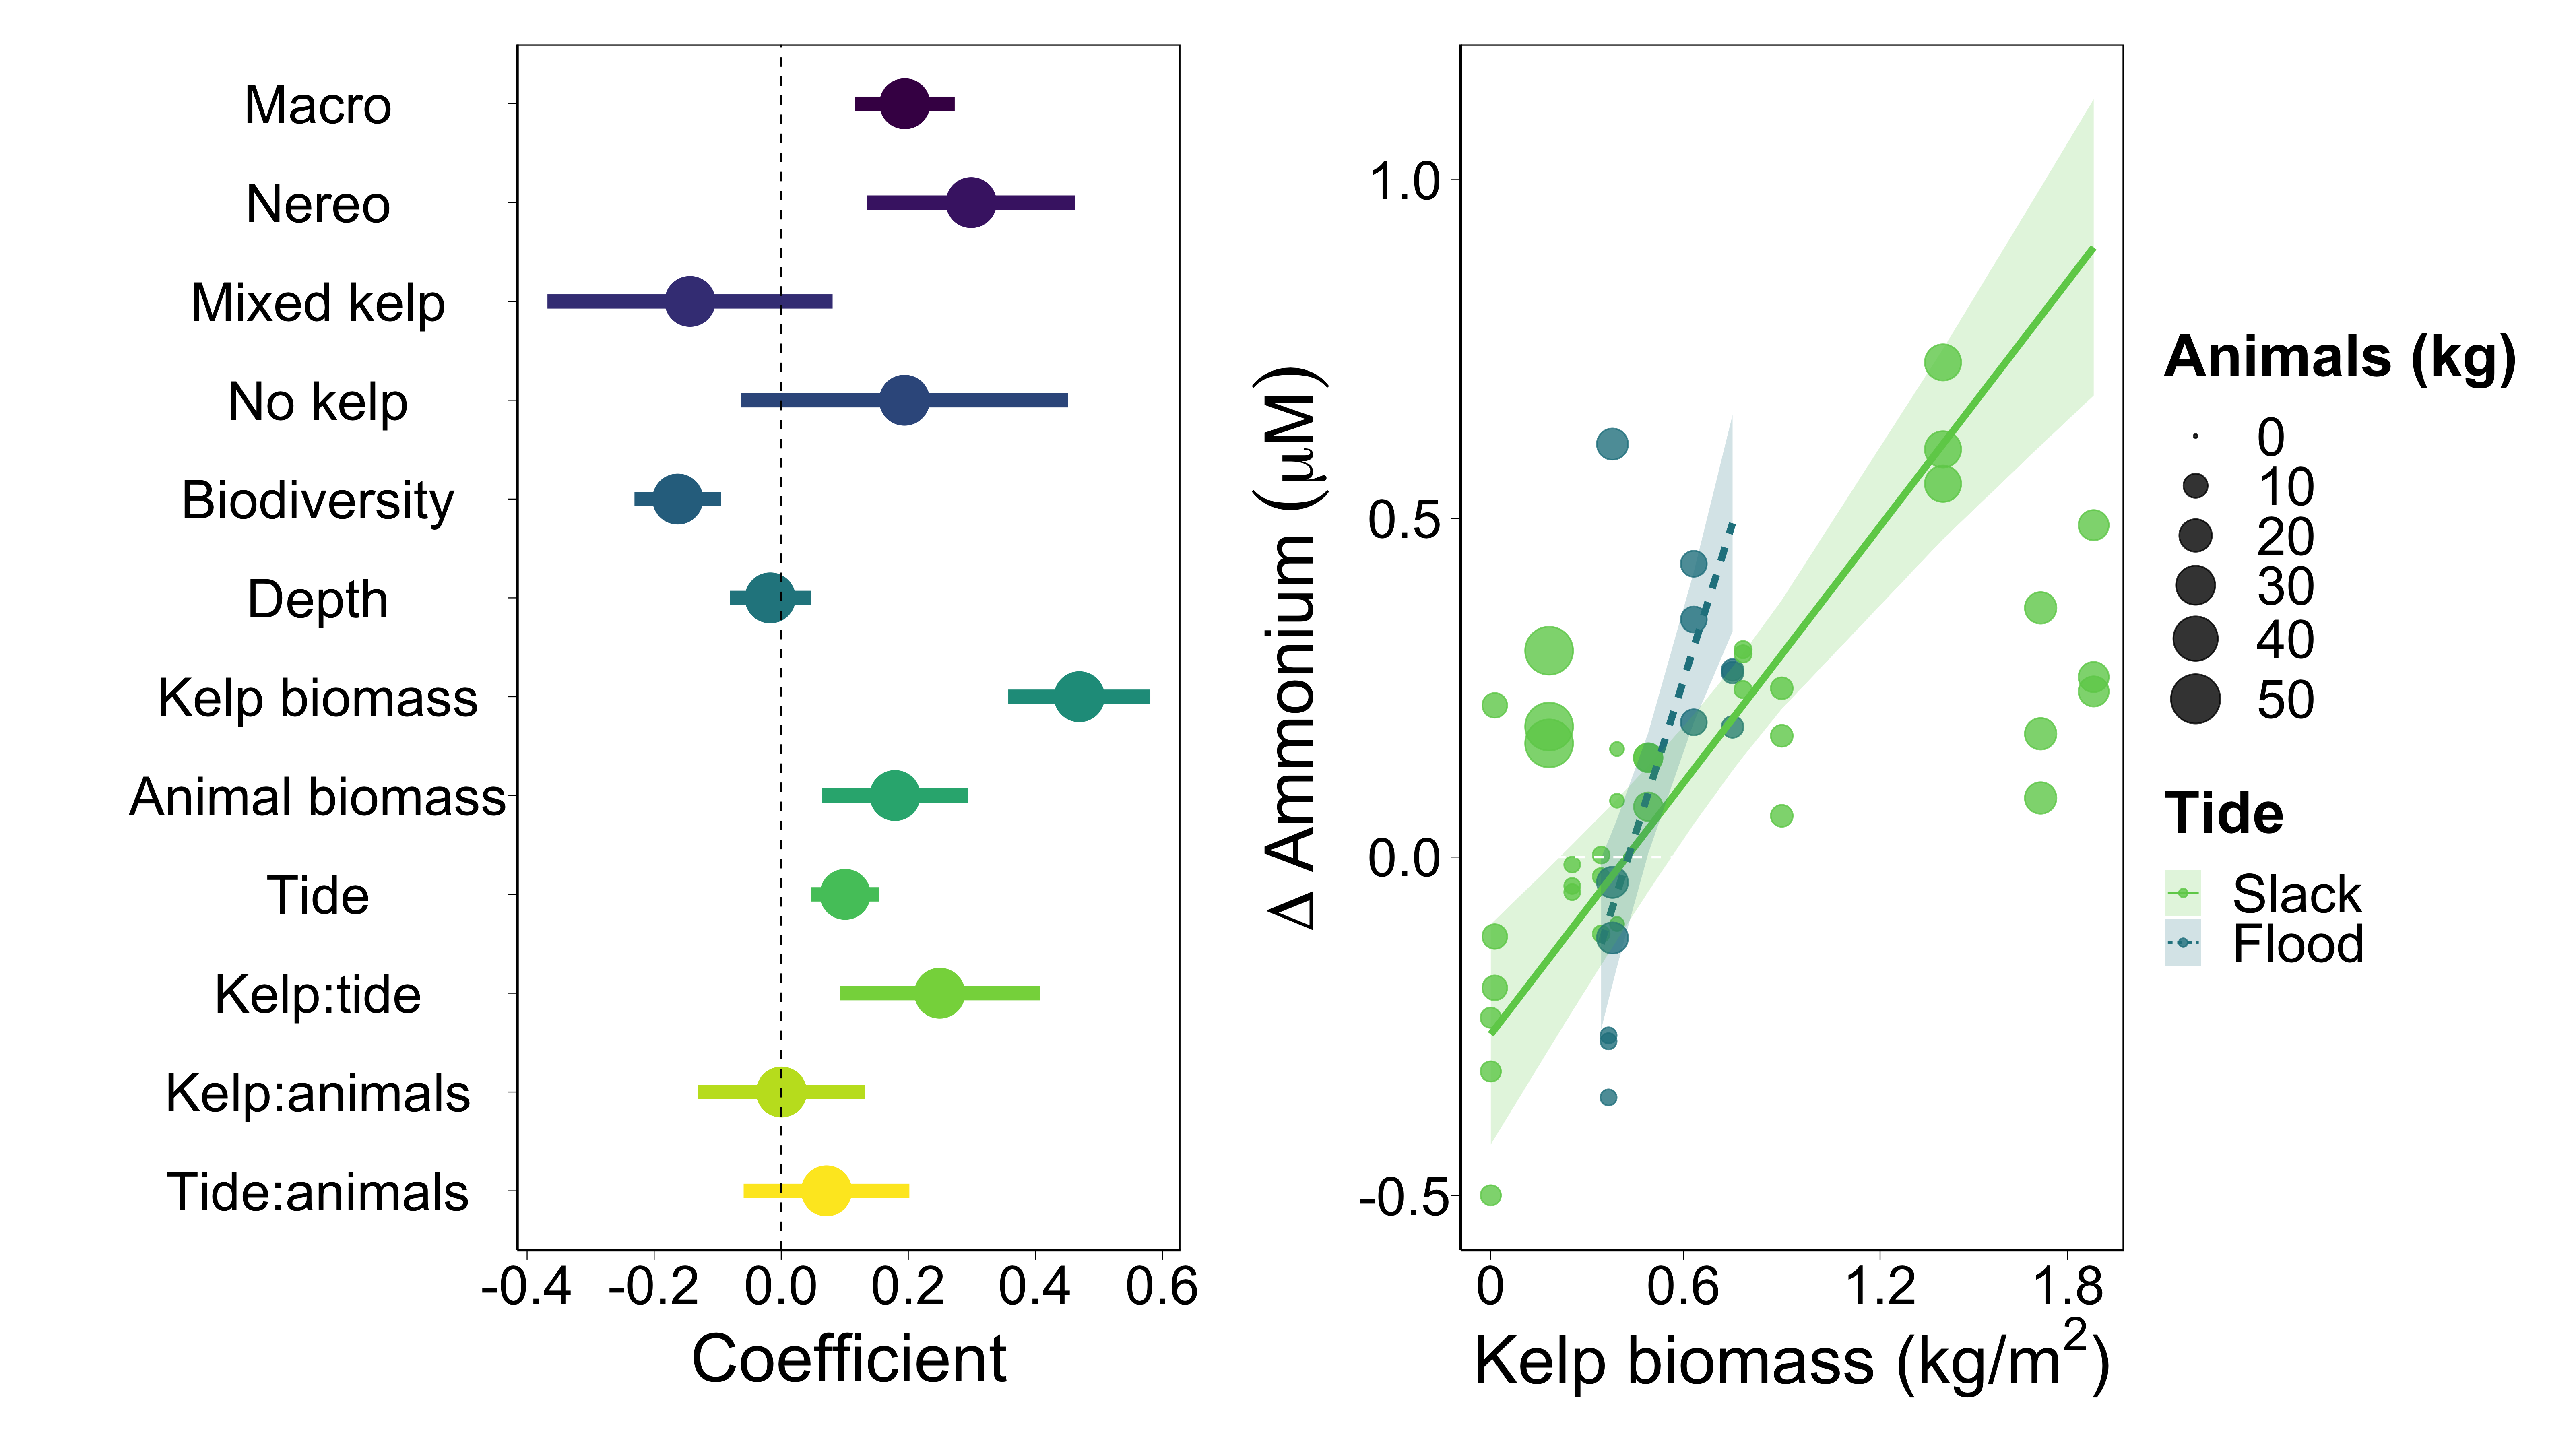 Macro
Nereo
Mixed kelp
No kelp
Biodiversity
Depth
Kelp biomass
Animal biomass
Tide
Kelp:tide
Kelp:animals
Tide:animals
-0.4 -0.2 0.0 0.2 0.4 0.6
Coefficient
Δ Ammonium (μM)
1.0
0.5
0.0
-0.5
0 0.6 1.2 1.8
Kelp biomass (kg/m²)
Animals (kg)
0
10
20
30
40
50
Tide
Slack
Flood